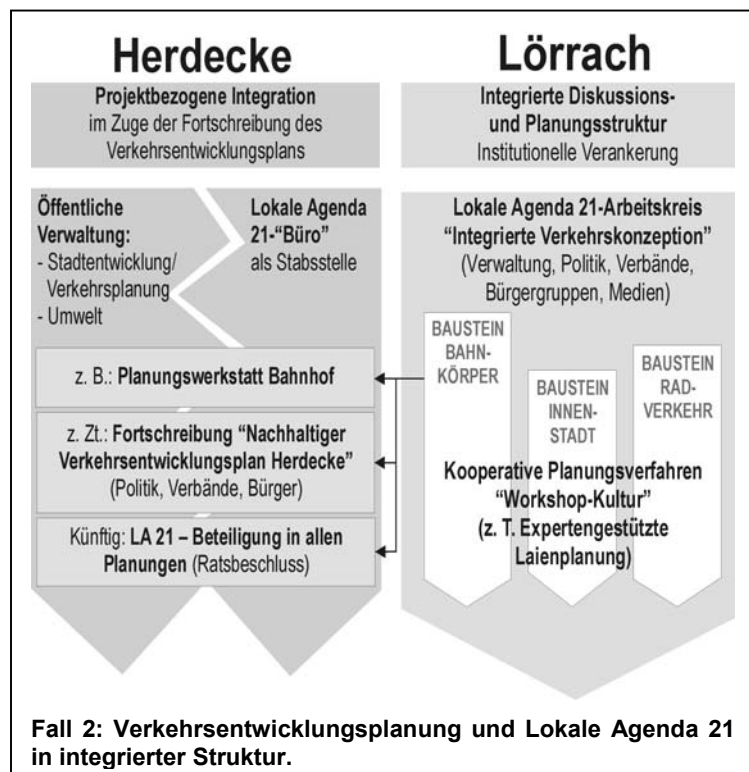 Herdecke
Projektbezogene Integration
im Zuge der Fortschreibung des
Verkehrsentwicklungsplans
Öffentliche
Verwaltung:
- Stadtentwicklung/
Verkehrsplanung
- Umwelt
Lokale Agenda
21-“Büro”
als Stabsstelle
z. B.: Planungswerkstatt Bahnhof
z. Zt.: Fortschreibung “Nachhaltiger
Verkehrsentwicklungsplan Herdecke”
(Politik, Verbände, Bürger)
Künftig: LA 21 – Beteiligung in allen
Planungen (Ratsbeschluss)
Lörrach
Integrierte Diskussions-
und Planungsstruktur
Institutionelle Verankerung
Lokale Agenda 21-Arbeitskreis
“Integrierte Verkehrskonzeption”
(Verwaltung, Politik, Verbände,
Bürgergruppen, Medien)
BAUSTEIN
BAHN-
KÖRPER
BAUSTEIN
INNEN-
STADT
BAUSTEIN
RAD-
VERKEHR
Kooperative Planungsverfahren
“Workshop-Kultur”
(z. T. Expertengestützte
Laienplanung)
Fall 2: Verkehrsentwicklungsplanung und Lokale Agenda 21
in integrierter Struktur.